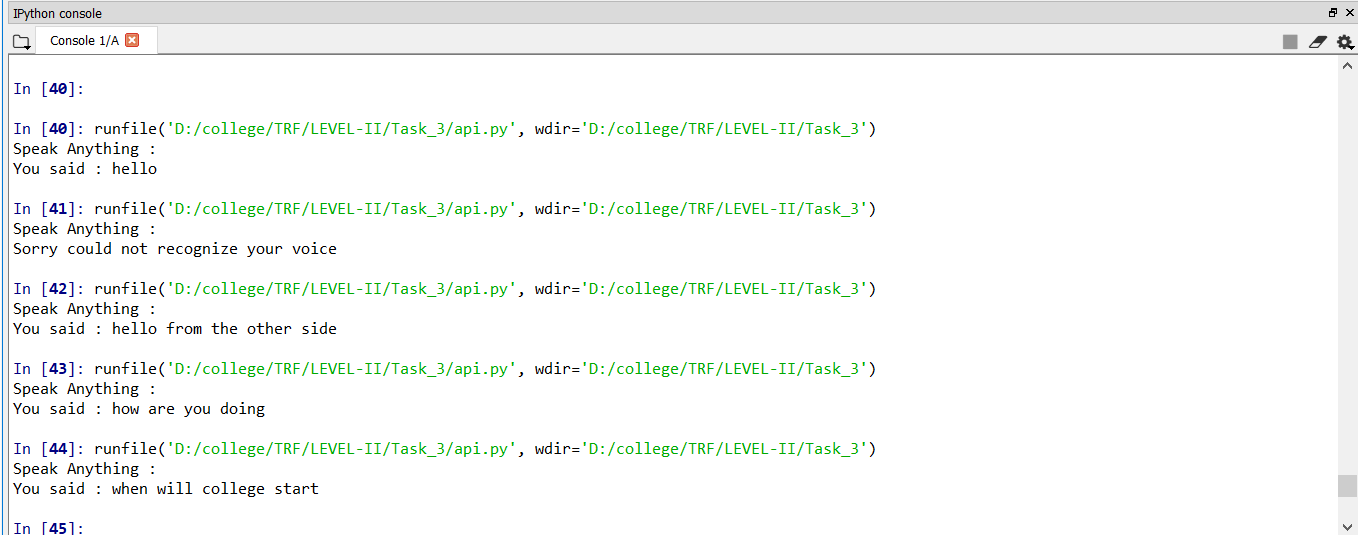 IPython console
Console 1/A
In [40]:
In [40]: runfile('D:/college/TRF/LEVEL-II/Task_3/api.py', wdir='D:/college/TRF/LEVEL-II/Task_3')
Speak Anything :
You said : hello
In [41]: runfile('D:/college/TRF/LEVEL-II/Task_3/api.py', wdir='D:/college/TRF/LEVEL-II/Task_3')
Speak Anything :
Sorry could not recognize your voice
In [42]: runfile('D:/college/TRF/LEVEL-II/Task_3/api.py', wdir='D:/college/TRF/LEVEL-II/Task_3')
Speak Anything :
You said : hello from the other side
In [43]: runfile('D:/college/TRF/LEVEL-II/Task_3/api.py', wdir='D:/college/TRF/LEVEL-II/Task_3')
Speak Anything :
You said : how are you doing
In [44]: runfile('D:/college/TRF/LEVEL-II/Task_3/api.py', wdir='D:/college/TRF/LEVEL-II/Task_3')
Speak Anything :
You said : when will college start
In [45]: